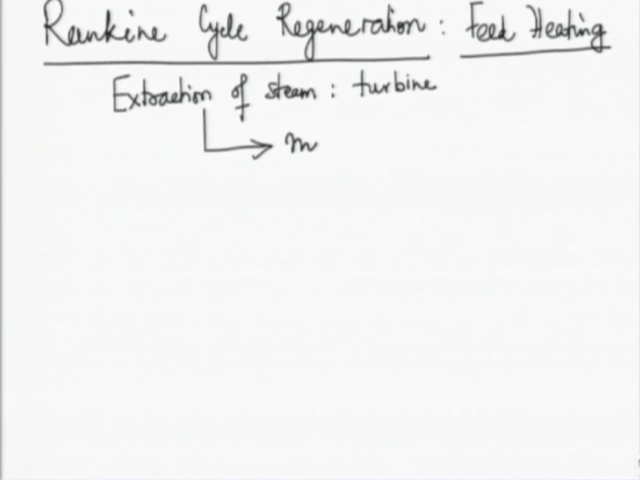 Rankine Cycle Regeneration : Feed Heating
Extraction of steam : turbine
m